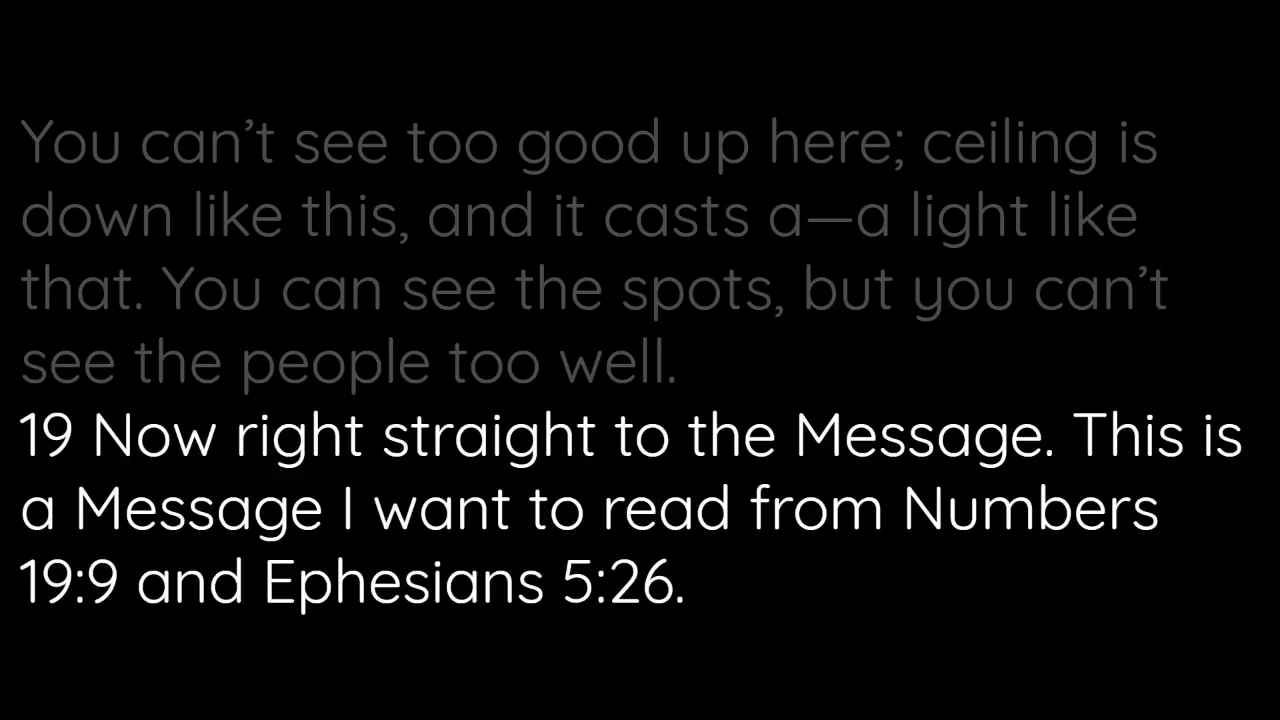 You can’t see too good up here; ceiling is
down like this, and it casts a—a light like
that. You can see the spots, but you can’t
see the people too well.
19 Now right straight to the Message. This is
a Message I want to read from Numbers
19:9 and Ephesians 5:26.